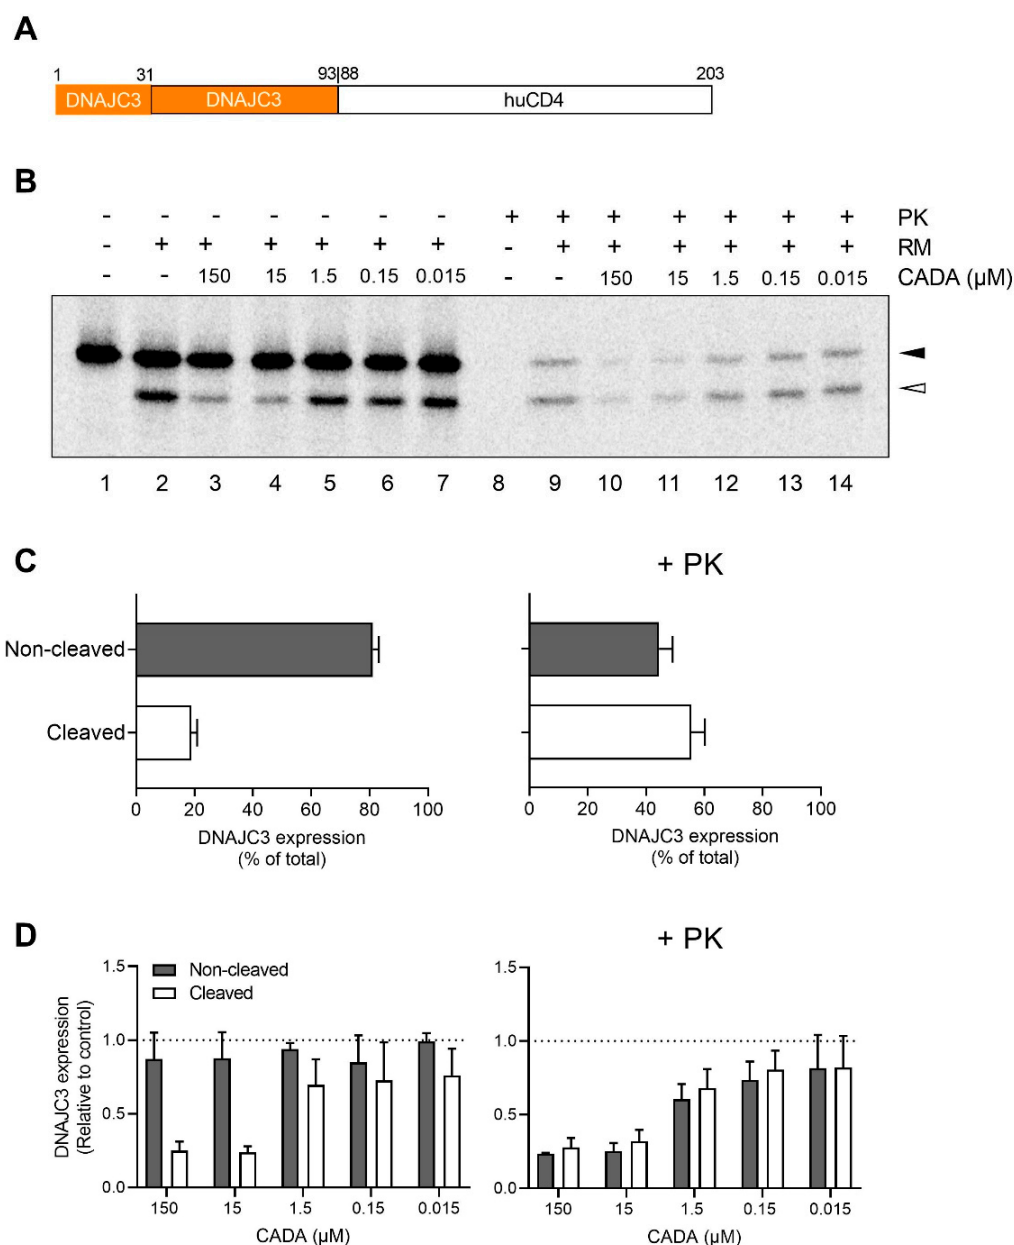 A
1 31 93|88 203
DNAJC3 DNAJC3 huCD4
B
- - - - - - - + + + + + + + PK
- + + + + + + - + + + + + + RM
- - 150 15 1.5 0.15 0.015 - - 150 15 1.5 0.15 0.015 CADA (µM)
1 2 3 4 5 6 7 8 9 10 11 12 13 14
C
+ PK
Non-cleaved
Cleaved
0 20 40 60 80 100
0 20 40 60 80 100
DNAJC3 expression
(% of total)
DNAJC3 expression
(% of total)
D
+ PK
DNAJC3 expression
(Relative to control)
1.5
1.0
0.5
0.0
Non-cleaved
Cleaved
150 15 1.5 0.15 0.015
CADA (µM)
1.5
1.0
0.5
0.0
150 15 1.5 0.15 0.015
CADA (µM)